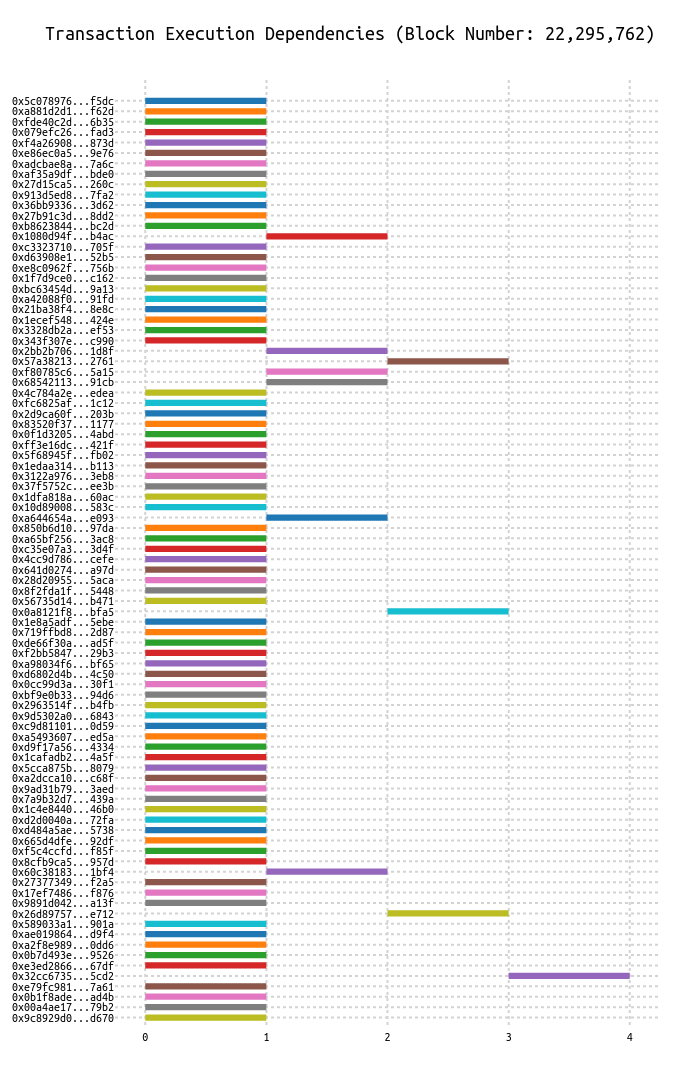 Transaction Execution Dependencies (Block Number: 22,295,762)
0x5c078976...f5dc
0xa881d2d1...f62d
0xfde40c2d...6b35
0x079efc26...fad3
0xf4a26908...873d
0xe86ec0a5...9e76
0xadcbae8a...7a6c
0xaf35a9df...bde0
0x27d15ca5...260c
0x913d5ed8...7fa2
0x36bb9336...3d62
0x27b91c3d...8dd2
0xb8623844...bc2d
0x1080d94f...b4ac
0xc3323710...705f
0xd63908e1...52b5
0xe8c0962f...756b
0x1f7d9ce0...c162
0xbc63454d...9a13
0xa42088f0...91fd
0x21ba38f4...8e8c
0x1ecef548...424e
0x3328db2a...ef53
0x343f307e...c990
0x2bb2b706...1d8f
0x57a38213...2761
0xf80785c6...5a15
0x68542113...91cb
0x4c784a2e...edea
0xfc6825af...1c12
0x2d9ca60f...203b
0x83520f37...1177
0x0f1d3205...4abd
0xff3e16dc...421f
0x5f68945f...fb02
0x1edaa314...b113
0x3122a976...3eb8
0x37f5752c...ee3b
0x1dfa818a...60ac
0x10d89008...583c
0xa644654a...e093
0x850b6d10...97da
0xa65bf256...3ac8
0xc35e07a3...3d4f
0x4cc9d786...cefe
0x641d0274...a97d
0x28d20955...5aca
0x8f2fda1f...5448
0x56735d14...b471
0x0a8121f8...bfa5
0x1e8a5adf...5ebe
0x719ffbd8...2d87
0xde66f30a...ad5f
0xf2bb5847...29b3
0xa98034f6...bf65
0xd6802d4b...4c50
0x0cc99d3a...30f1
0xbf9e0b33...94d6
0x2963514f...b4fb
0x9d5302a0...6843
0xc9d81101...0d59
0xa5493607...ed5a
0xd9f17a56...4334
0x1cafadb2...4a5f
0x5cca875b...8079
0xa2dcca10...c68f
0x9ad31b79...3aed
0x7a9b32d7...439a
0x1c4e8440...46b0
0xd2d0040a...72fa
0xd484a5ae...5738
0x665d4dfe...92df
0xf5c4ccfd...f85f
0x8cfb9ca5...957d
0x60c38183...1bf4
0x27377349...f2a5
0x17ef7486...f876
0x9891d042...a13f
0x26d89757...e712
0x589033a1...901a
0xae019864...d9f4
0xa2f8e989...0dd6
0x0b7d493e...9526
0xe3ed2866...67df
0x32cc6735...5cd2
0xe79fc981...7a61
0x0b1f8ade...ad4b
0x00a4ae17...79b2
0x9c8929d0...d670
0 1 2 3 4